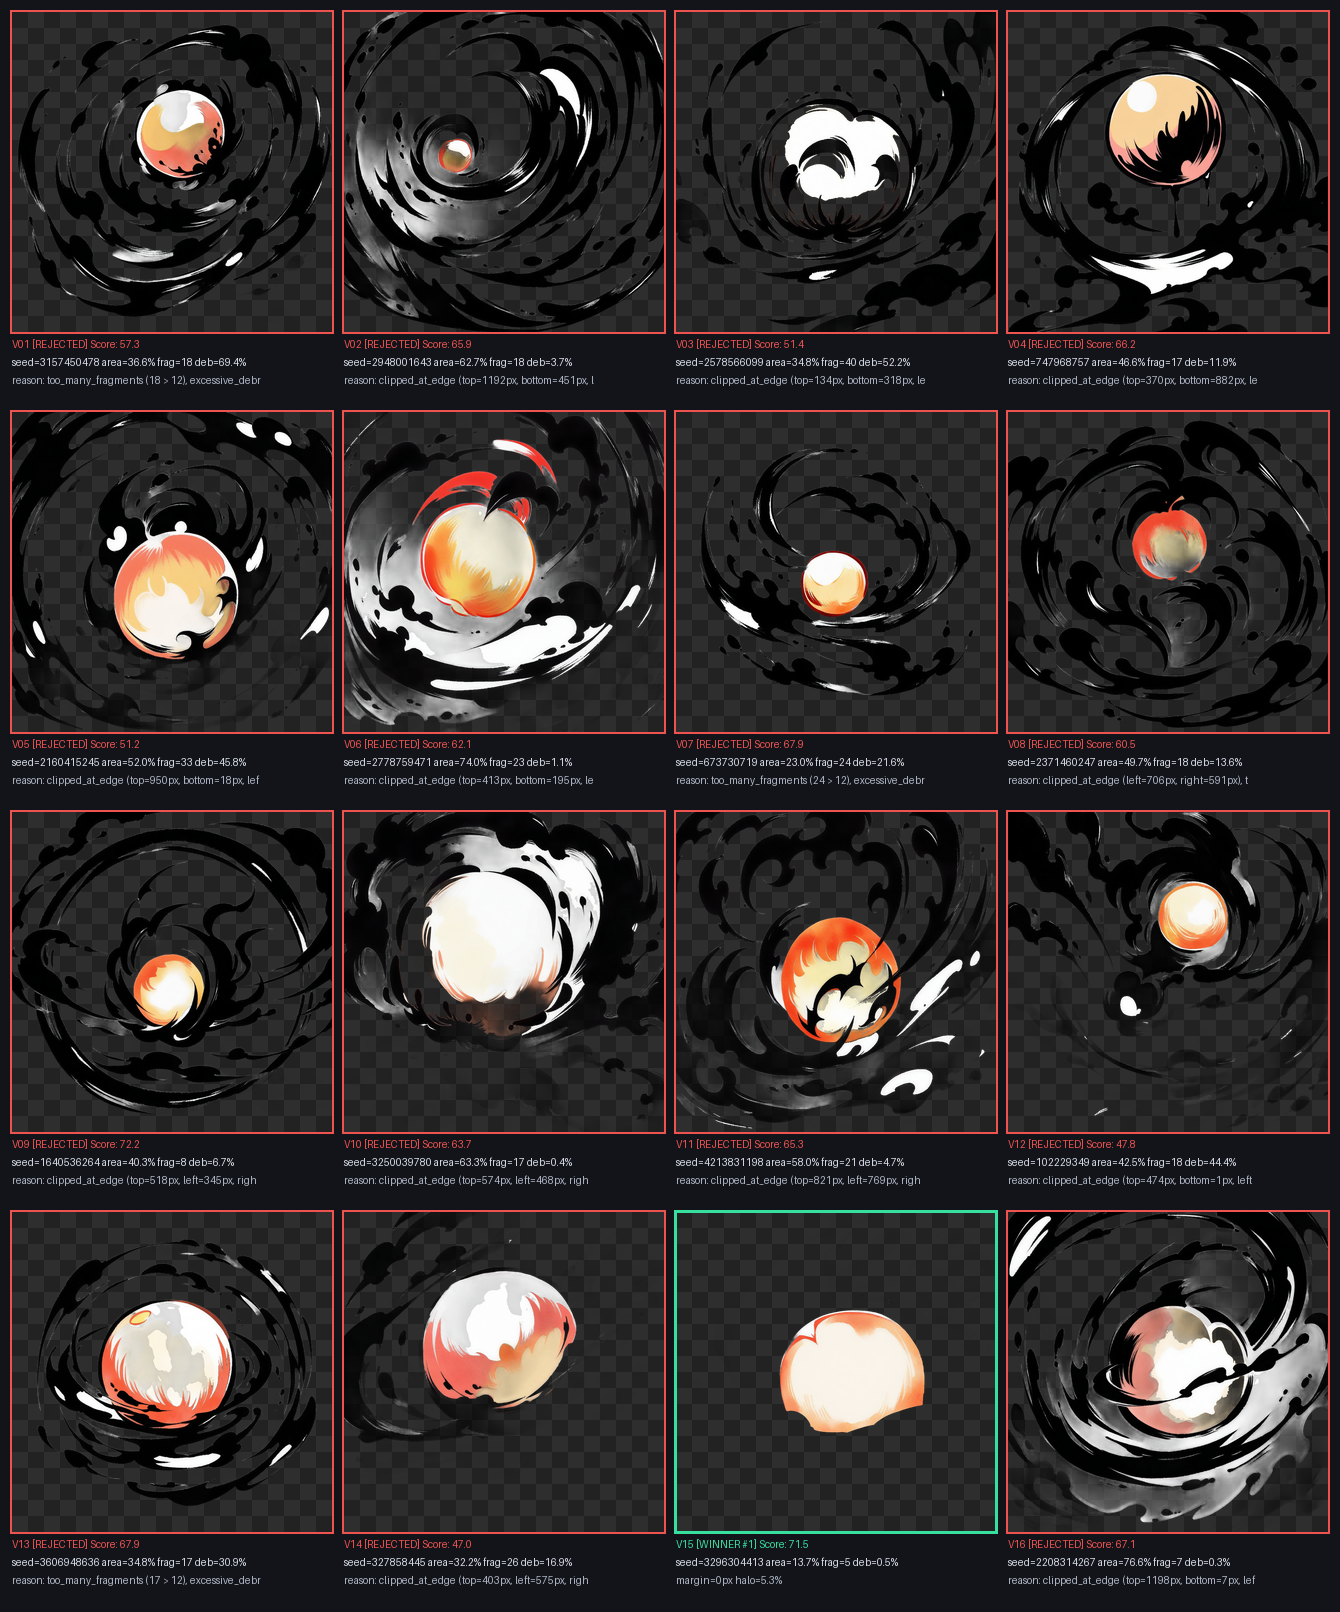 V01 [REJECTED] Score: 57.3
seed=3157450478 area=36.6% frag=18 deb=69.4%
reason: too_many_fragments (18 > 12), excessive_debr
V02 [REJECTED] Score: 65.9
seed=2948001643 area=62.7% frag=18 deb=3.7%
reason: clipped_at_edge (top=1192px, bottom=451px, l
V03 [REJECTED] Score: 51.4
seed=2578566099 area=34.8% frag=40 deb=52.2%
reason: clipped_at_edge (top=134px, bottom=318px, le
V04 [REJECTED] Score: 66.2
seed=747968757 area=46.6% frag=17 deb=11.9%
reason: clipped_at_edge (top=370px, bottom=882px, le
V05 [REJECTED] Score: 51.2
seed=2160415245 area=52.0% frag=33 deb=45.8%
reason: clipped_at_edge (top=950px, bottom=18px, lef
V06 [REJECTED] Score: 62.1
seed=2778759471 area=74.0% frag=23 deb=1.1%
reason: clipped_at_edge (top=413px, bottom=195px, le
V07 [REJECTED] Score: 67.9
seed=673730719 area=23.0% frag=24 deb=21.6%
reason: too_many_fragments (24 > 12), excessive_debr
V08 [REJECTED] Score: 60.5
seed=2371460247 area=49.7% frag=18 deb=13.6%
reason: clipped_at_edge (left=706px, right=591px), t
V09 [REJECTED] Score: 72.2
seed=1640536264 area=40.3% frag=8 deb=6.7%
reason: clipped_at_edge (top=518px, left=345px, righ
V10 [REJECTED] Score: 63.7
seed=3250039780 area=63.3% frag=17 deb=0.4%
reason: clipped_at_edge (top=574px, left=468px, righ
V11 [REJECTED] Score: 65.3
seed=4213831198 area=58.0% frag=21 deb=4.7%
reason: clipped_at_edge (top=821px, left=769px, righ
V12 [REJECTED] Score: 47.8
seed=102229349 area=42.5% frag=18 deb=44.4%
reason: clipped_at_edge (top=474px, bottom=1px, left
V13 [REJECTED] Score: 67.9
seed=3606948636 area=34.8% frag=17 deb=30.9%
reason: too_many_fragments (17 > 12), excessive_debr
V14 [REJECTED] Score: 47.0
seed=327858445 area=32.2% frag=26 deb=16.9%
reason: clipped_at_edge (top=403px, left=575px, righ
V15 [WINNER #1] Score: 71.5
seed=3296304413 area=13.7% frag=5 deb=0.5%
margin=0px halo=5.3%
V16 [REJECTED] Score: 67.1
seed=2208314267 area=76.6% frag=7 deb=0.3%
reason: clipped_at_edge (top=1198px, bottom=7px, lef